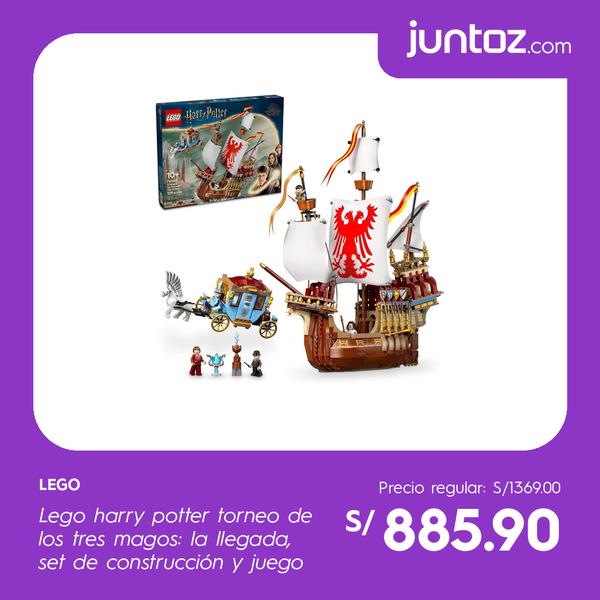 juntoz.com
LEGO Harry Potter
10+
LEGO
Precio regular: S/1369.00
Lego harry potter torneo de
los tres magos: la llegada,
set de construcción y juego
S/ 885.90